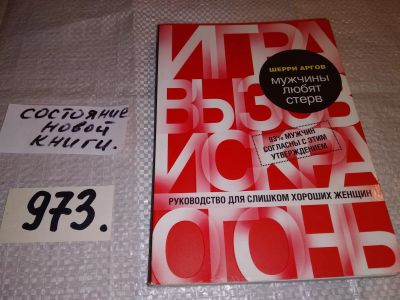 состояние
новой
книги.
973.
ИГРА
ВЫЗОВ
ИСКРА
ОГОНЬ
ШЕРРИ АРГОВ
мужчины
любят
стерв
93% МУЖЧИН
СОГЛАСНЫ С ЭТИМ
УТВЕРЖДЕНИЕМ
РУКОВОДСТВО ДЛЯ СЛИШКОМ ХОРОШИХ ЖЕНЩИН